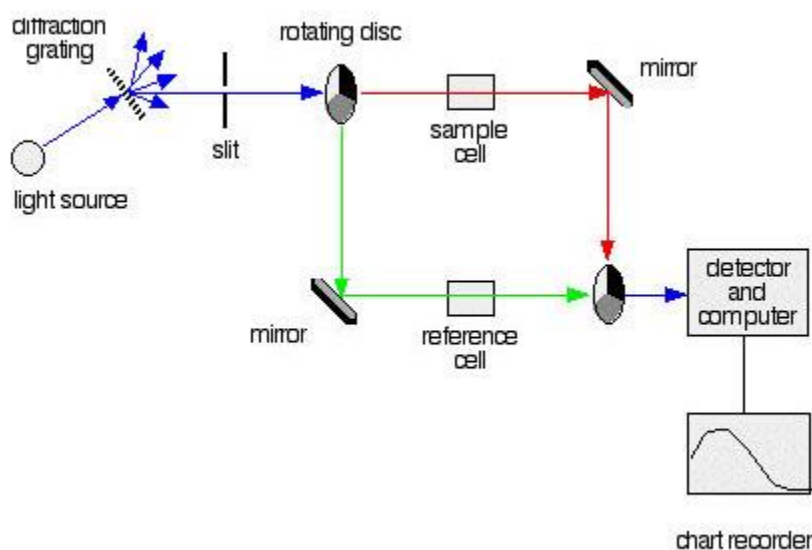 diffraction
grating
rotating disc
mirror
slit
sample
cell
light source
detector
and
computer
mirror
reference
cell
chart recorder